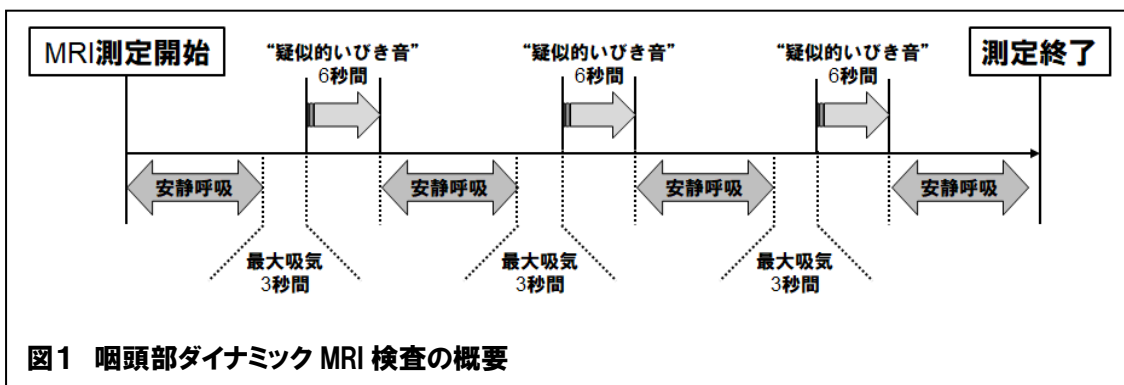 MRI測定開始
“疑似的いびき音”
6秒間
“疑似的いびき音”
6秒間
“疑似的いびき音”
6秒間
測定終了
安静呼吸
安静呼吸
安静呼吸
安静呼吸
最大吸気
3秒間
最大吸気
3秒間
最大吸気
3秒間
図1 咽頭部ダイナミック MRI 検査の概要